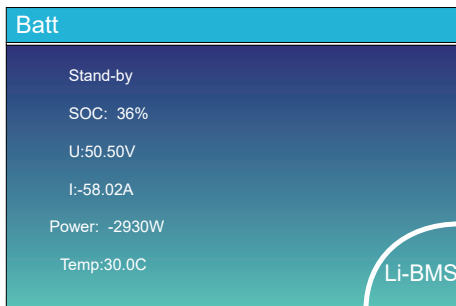 Batt
Stand-by
SOC: 36%
U:50.50V
I:-58.02A
Power: -2930W
Temp:30.0C
Li-BMS